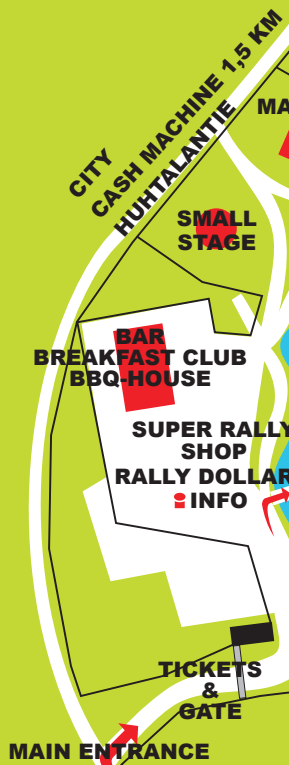 CITY
CASH MACHINE 1,5 KM
HUHTALANTIE
MA
SMALL
STAGE
BAR
BREAKFAST CLUB
BBQ-HOUSE
SUPER RALLY
SHOP
RALLY DOLLAR
INFO
TICKETS
&
GATE
MAIN ENTRANCE